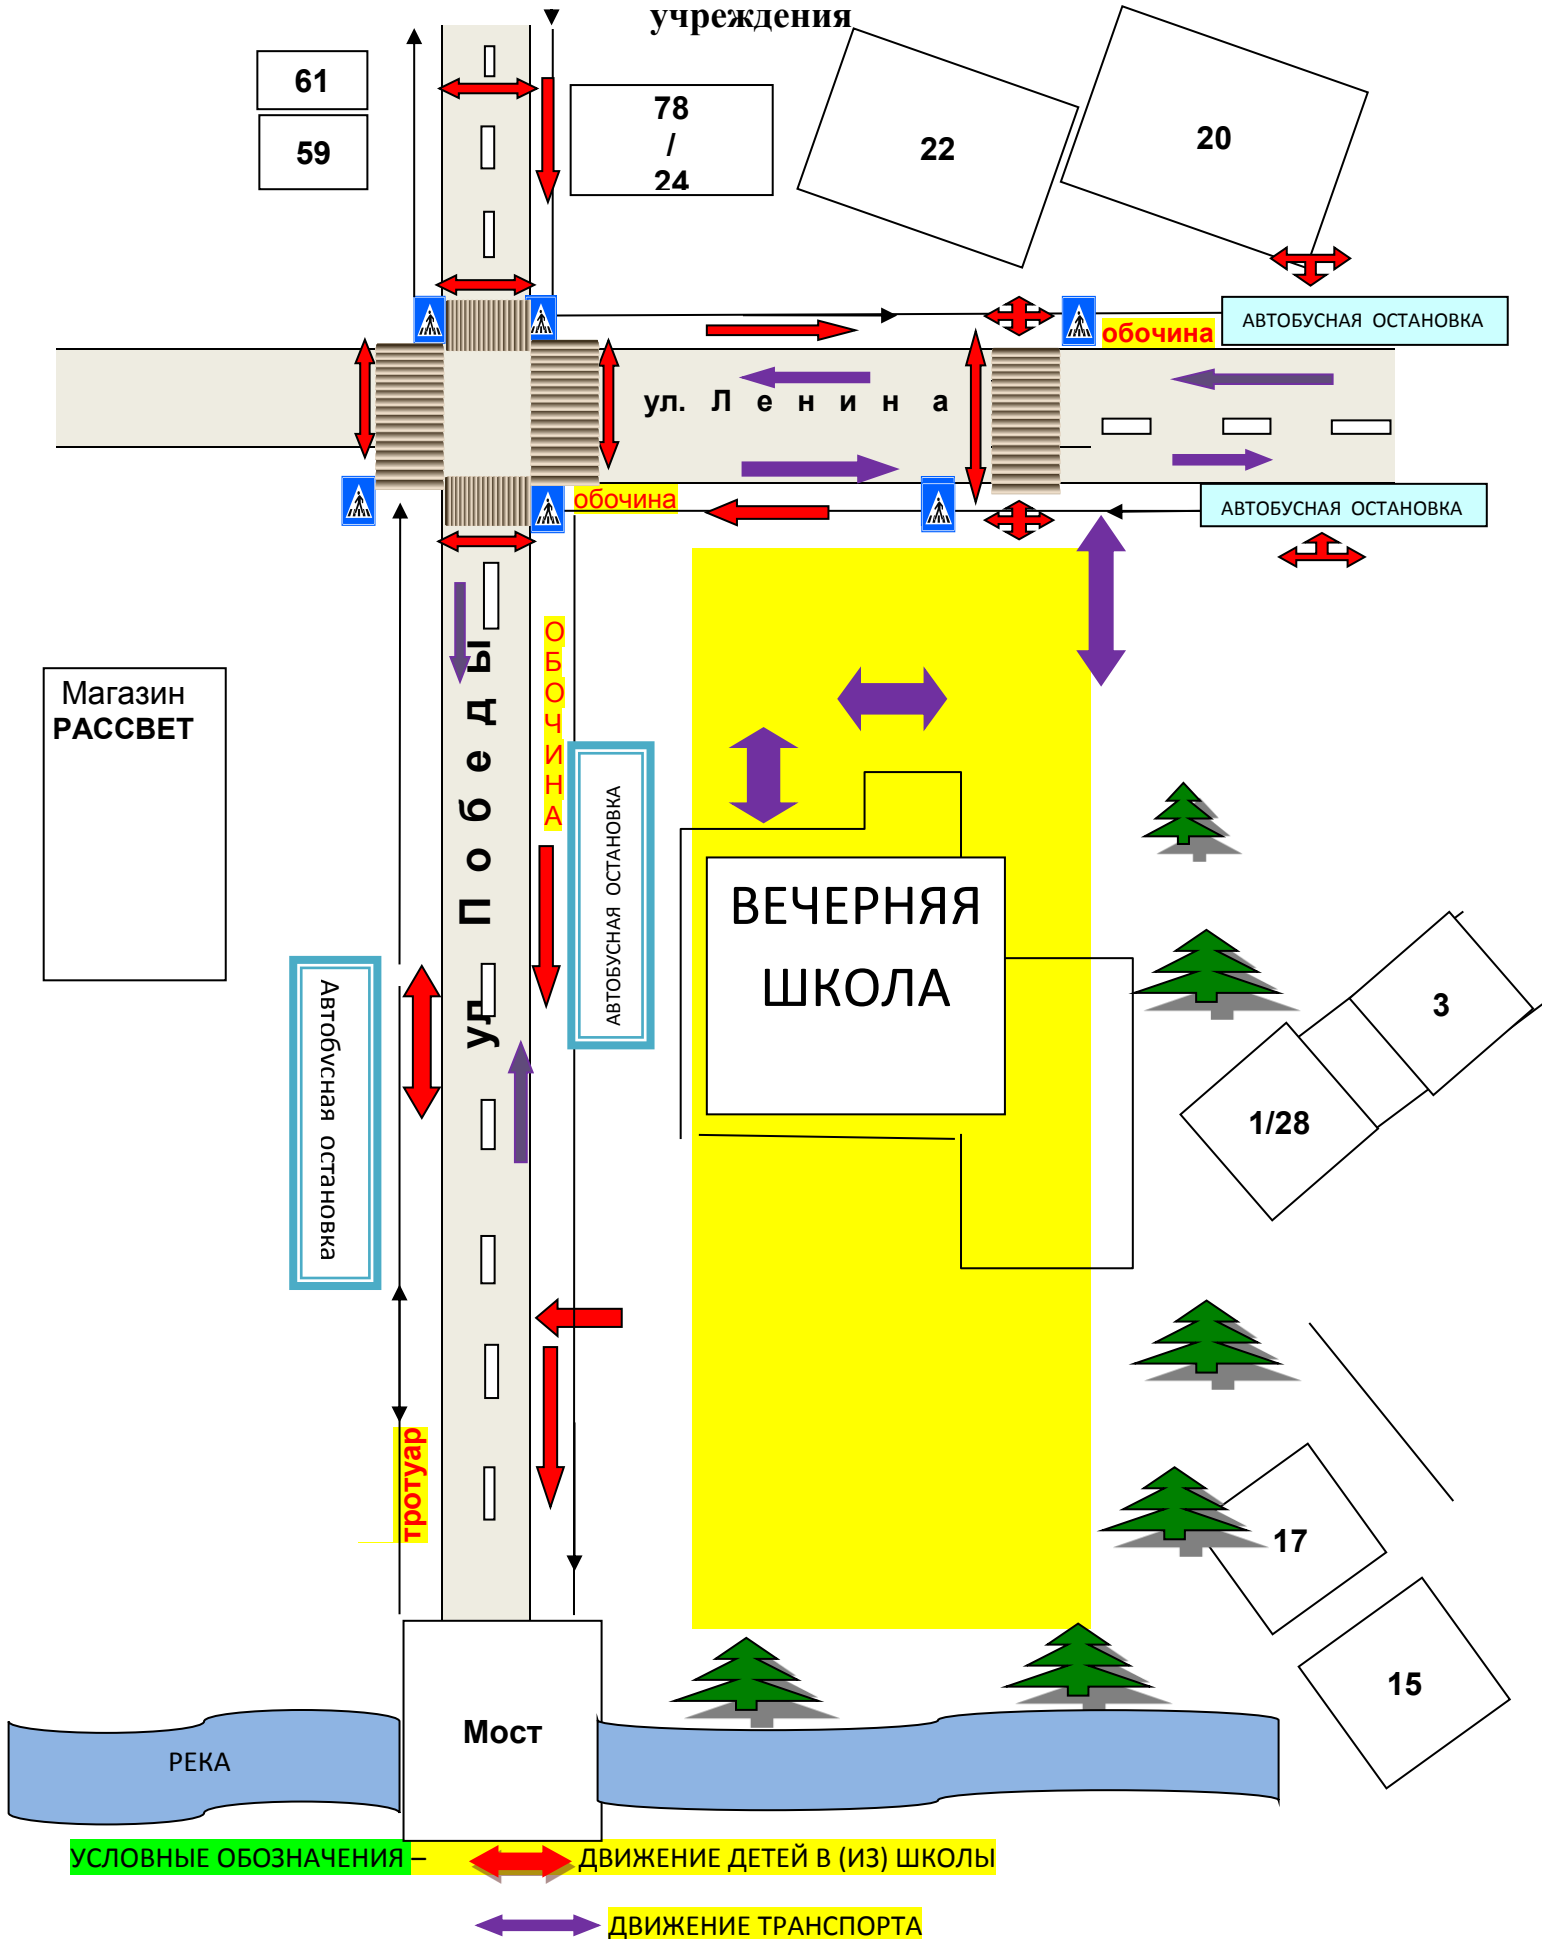 учреждения
61
59
78
/
24
22
20
АВТОБУСНАЯ ОСТАНОВКА
обочина
ул. Л е н и н а
обочина
АВТОБУСНАЯ ОСТАНОВКА
ОБОЧИНА
Магазин
РАССВЕТ
ул Победы
АВТОБУСНАЯ ОСТАНОВКА
ВЕЧЕРНЯЯ
ШКОЛА
Автобусная остановка
3
1/28
тротуар
17
15
Мост
РЕКА
УСЛОВНЫЕ ОБОЗНАЧЕНИЯ – ДВИЖЕНИЕ ДЕТЕЙ В (ИЗ) ШКОЛЫ
ДВИЖЕНИЕ ТРАНСПОРТА